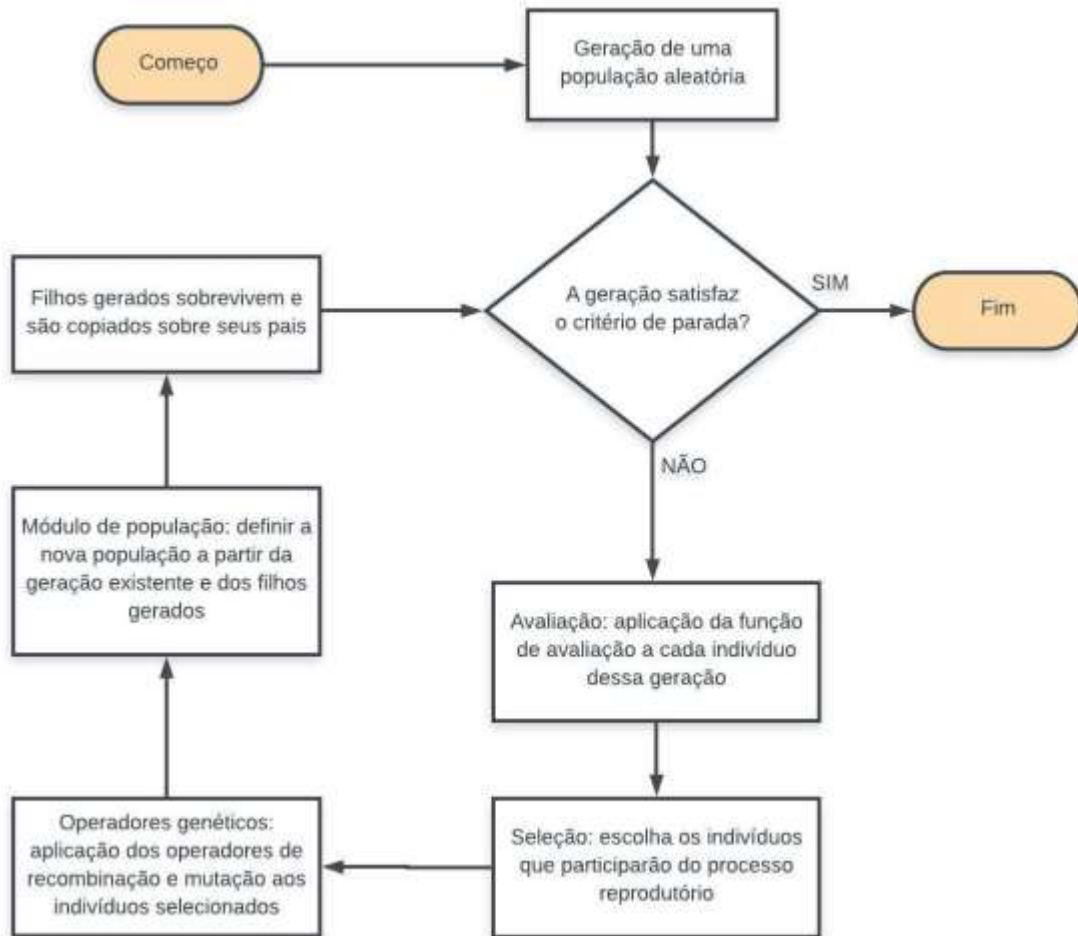 Começo
Geração de uma
população aleatória
A geração satisfaz
o critério de parada?
SIM
Fim
NÃO
Avaliação: aplicação da função
de avaliação a cada indivíduo
dessa geração
Seleção: escolha os indivíduos
que participarão do processo
reprodutório
Operadores genéticos:
aplicação dos operadores de
recombinação e mutação aos
indivíduos selecionados
Módulo de população: definir a
nova população a partir da
geração existente e dos filhos
gerados
Filhos gerados sobrevivem e
são copiados sobre seus pais